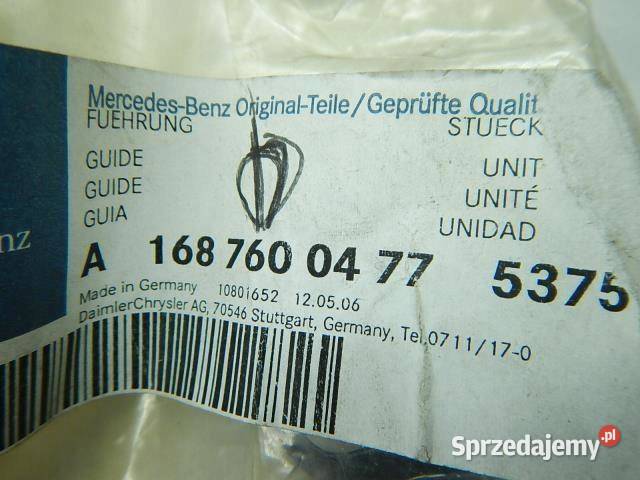 Mercedes-Benz Original-Teile/Geprüfte Qualit
FUEHRUNG STUECK
GUIDE UNIT
GUIDE UNITÉ
GUIA UNIDAD
nz
A 168 760 04 77 5375
Made in Germany 10801652 12.05.06
DaimlerChrysler AG, 70546 Stuttgart, Germany, Tel.0711/17-0
Sprzedajemy.pl